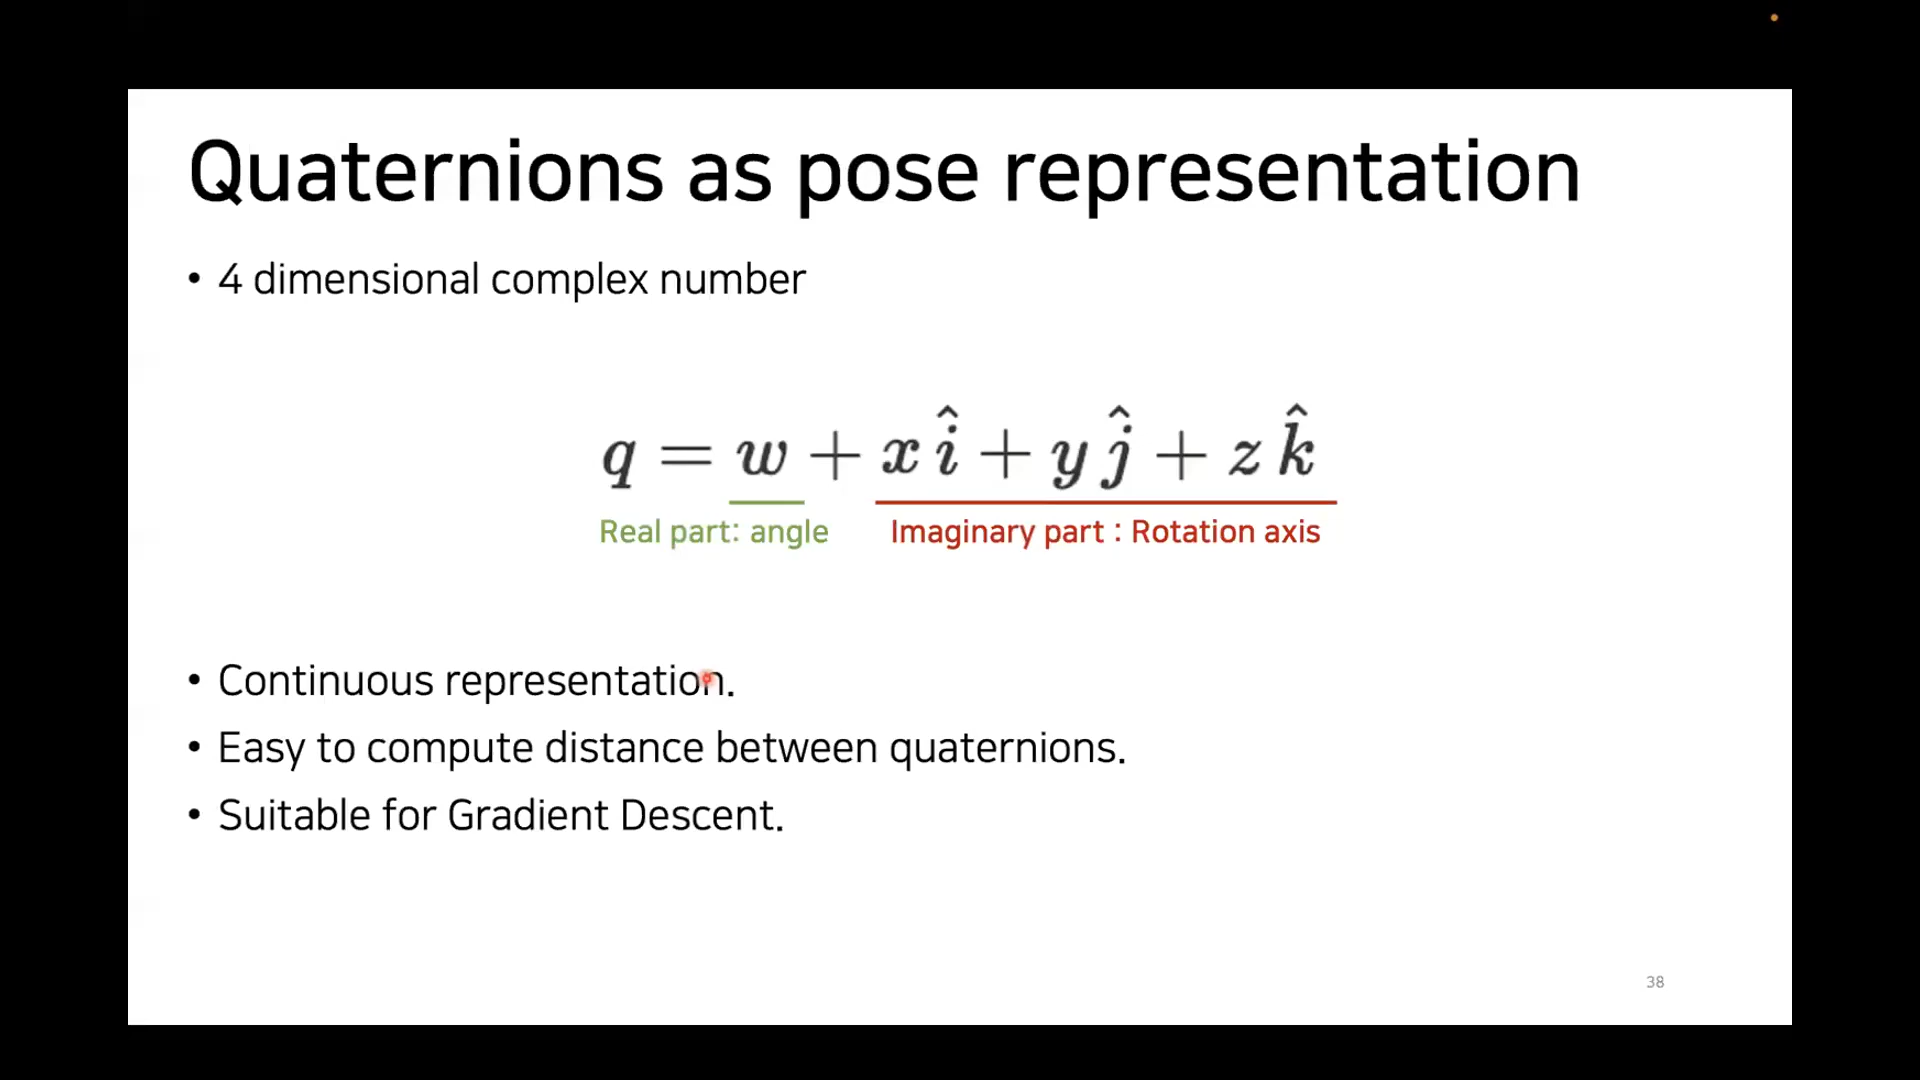 Quaternions as pose representation
• 4 dimensional complex number
q = w + x î + y ĵ + z k̂
Real part: angle Imaginary part : Rotation axis
• Continuous representation.
• Easy to compute distance between quaternions.
• Suitable for Gradient Descent.
38